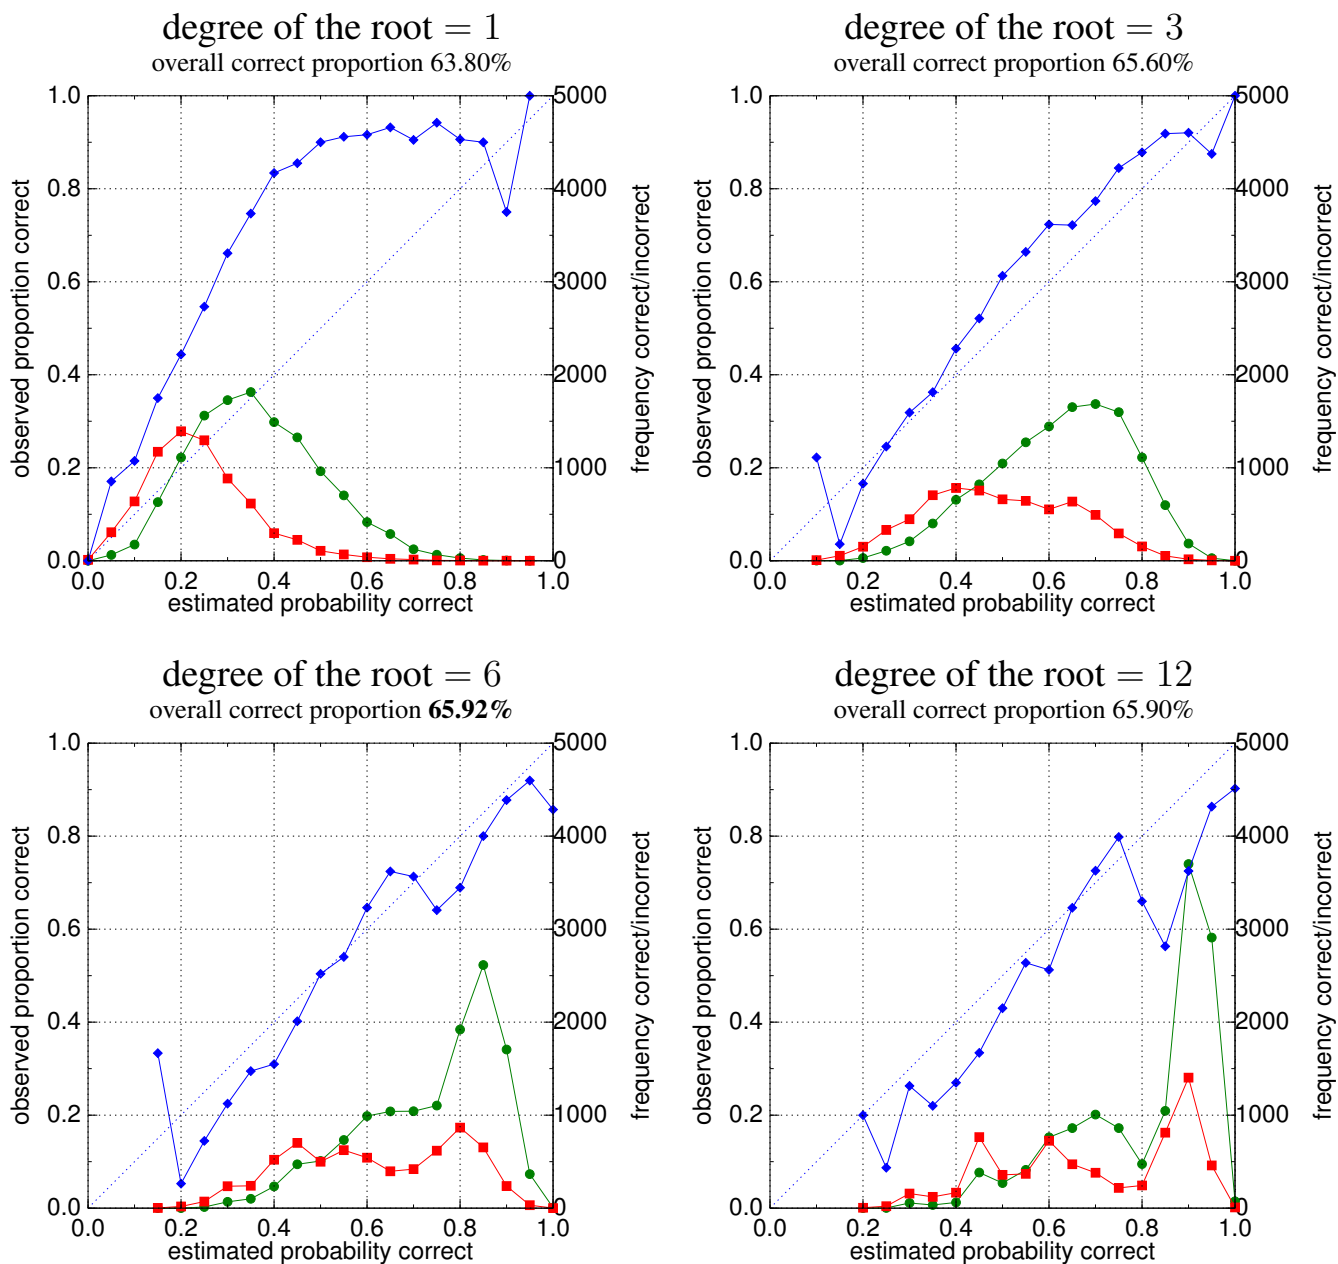 degree of the root = 1
overall correct proportion 63.80%
1.0
0.8
0.6
0.4
0.2
0.0
observed proportion correct
5000
4000
3000
2000
1000
0
frequency correct/incorrect
0.0 0.2 0.4 0.6 0.8 1.0
estimated probability correct
degree of the root = 3
overall correct proportion 65.60%
1.0
0.8
0.6
0.4
0.2
0.0
observed proportion correct
5000
4000
3000
2000
1000
0
frequency correct/incorrect
0.0 0.2 0.4 0.6 0.8 1.0
estimated probability correct
degree of the root = 6
overall correct proportion 65.92%
1.0
0.8
0.6
0.4
0.2
0.0
observed proportion correct
5000
4000
3000
2000
1000
0
frequency correct/incorrect
0.0 0.2 0.4 0.6 0.8 1.0
estimated probability correct
degree of the root = 12
overall correct proportion 65.90%
1.0
0.8
0.6
0.4
0.2
0.0
observed proportion correct
5000
4000
3000
2000
1000
0
frequency correct/incorrect
0.0 0.2 0.4 0.6 0.8 1.0
estimated probability correct